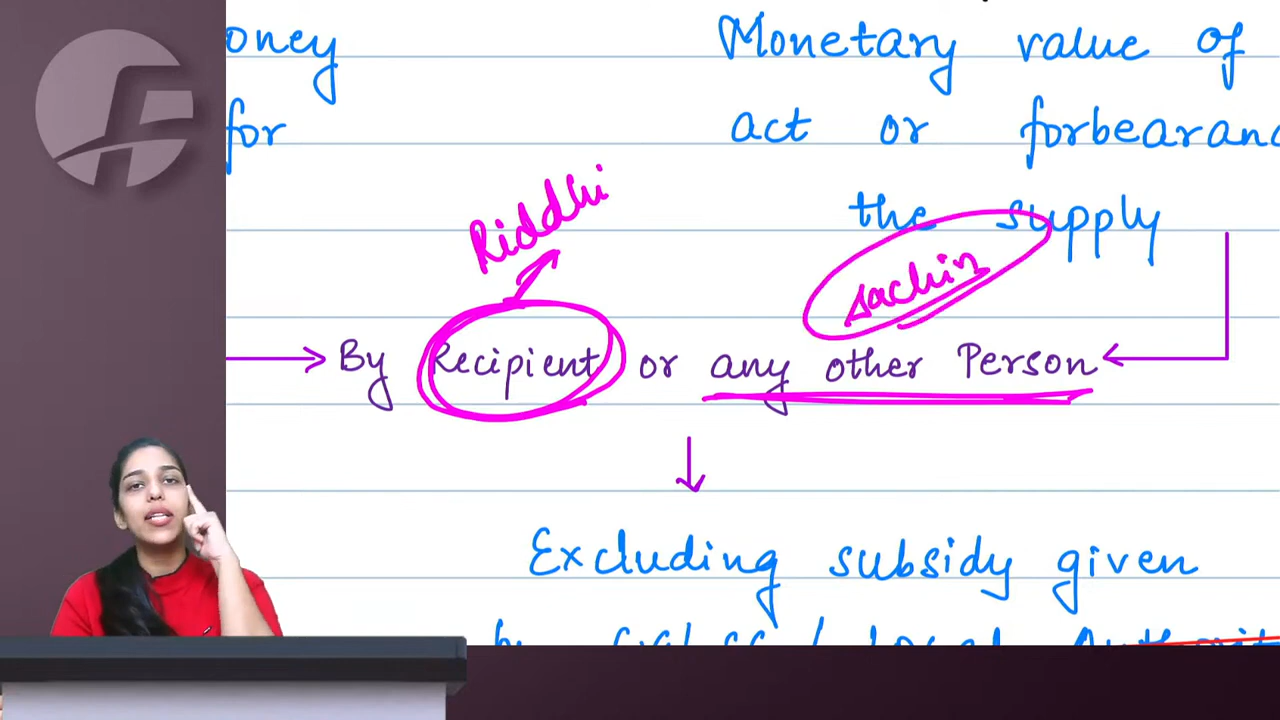 oney Monetary value of
for act or forbearanc
the supply
Riddhi
sachin
By Recipient or any other Person
Excluding subsidy given